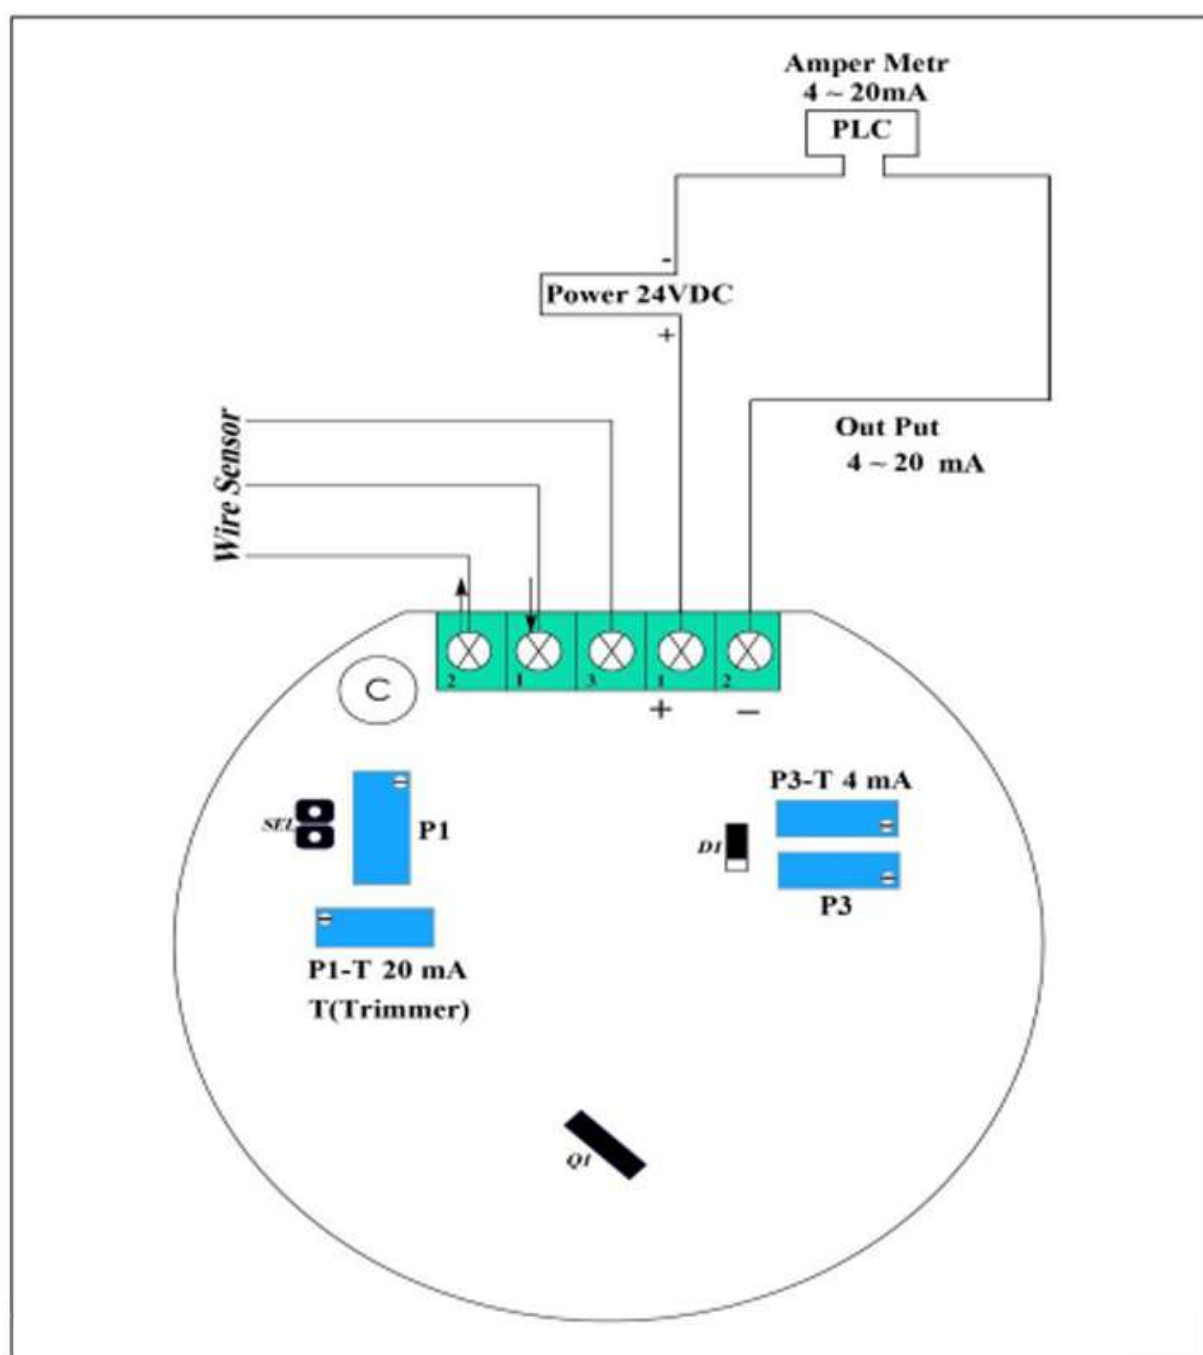 Amper Metr
4 ~ 20mA
PLC
-
Power 24VDC
+
Out Put
4 ~ 20 mA
Wire Sensor
2 1 3 1 2
+ −
C
P3-T 4 mA
SEL
P1
D1
P3
P1-T 20 mA
T(Trimmer)
Q1